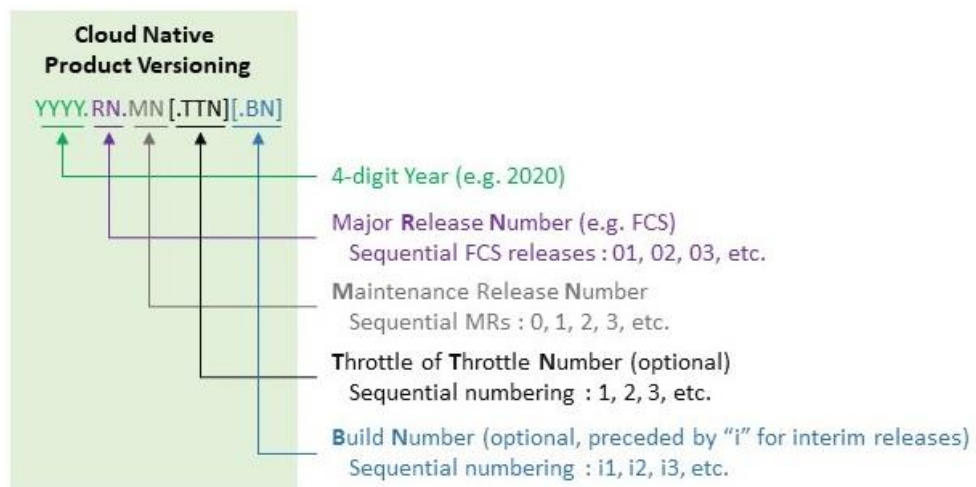 Cloud Native
Product Versioning
YYYY.RN.MN [.TTN][.BN]
4-digit Year (e.g. 2020)
Major Release Number (e.g. FCS)
Sequential FCS releases : 01, 02, 03, etc.
Maintenance Release Number
Sequential MRs : 0, 1, 2, 3, etc.
Throttle of Throttle Number (optional)
Sequential numbering : 1, 2, 3, etc.
Build Number (optional, preceded by “i” for interim releases)
Sequential numbering : i1, i2, i3, etc.